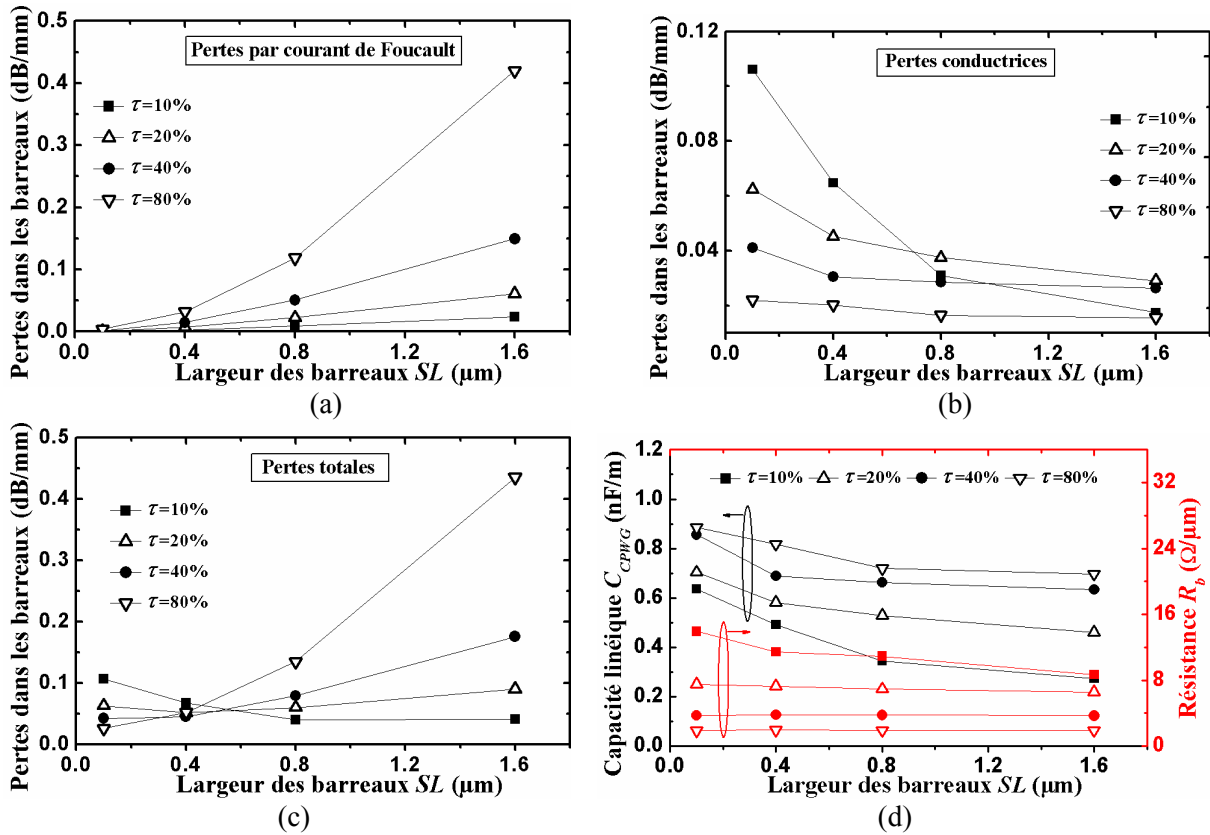 Pertes dans les barreaux (dB/mm)
0.5
0.4
0.3
0.2
0.1
0.0
Pertes par courant de Foucault
τ=10%
τ=20%
τ=40%
τ=80%
0.0 0.4 0.8 1.2 1.6
Largeur des barreaux SL (µm)
(a)
Pertes dans les barreaux (dB/mm)
0.12
0.08
0.04
Pertes conductrices
τ=10%
τ=20%
τ=40%
τ=80%
0.0 0.4 0.8 1.2 1.6
Largeur des barreaux SL (µm)
(b)
Pertes dans les barreaux (dB/mm)
0.5
0.4
0.3
0.2
0.1
0.0
Pertes totales
τ=10%
τ=20%
τ=40%
τ=80%
0.0 0.4 0.8 1.2 1.6
Largeur des barreaux SL (µm)
(c)
Capacité linéique C_CPWG (nF/m)
1.2
1.0
0.8
0.6
0.4
0.2
0.0
τ=10% τ=20% τ=40% τ=80%
36
32
28
24
20
16
12
8
4
0
Résistance R_b (Ω/µm)
0.0 0.4 0.8 1.2 1.6
Largeur des barreaux SL (µm)
(d)